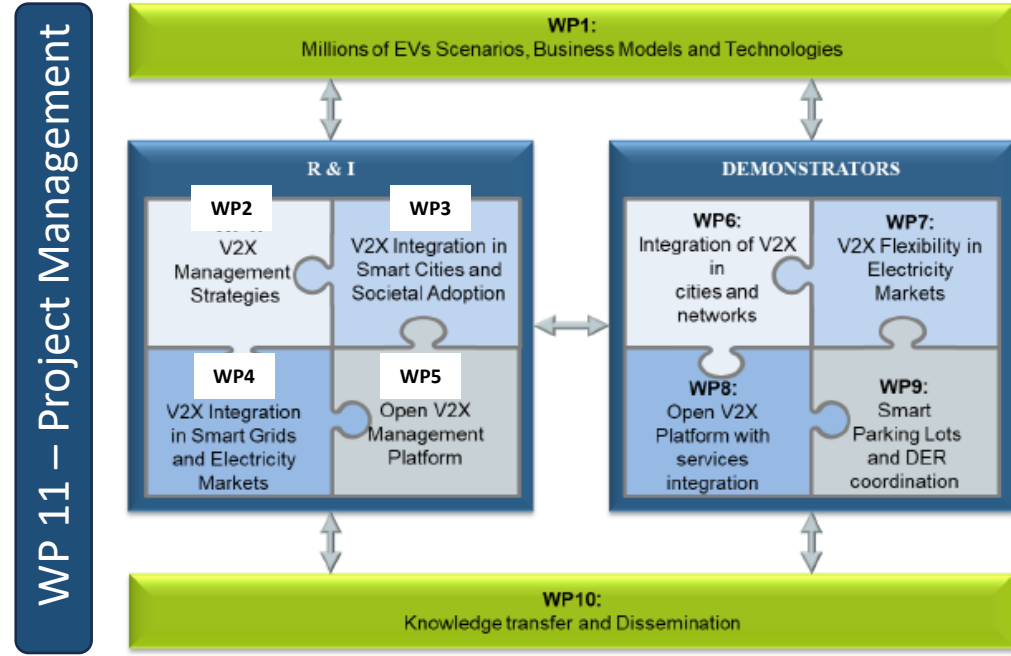 WP 11 – Project Management
WP1:
Millions of EVs Scenarios, Business Models and Technologies
R & I
WP2
V2X
Management
Strategies
WP3
V2X Integration in
Smart Cities and
Societal Adoption
WP4
V2X Integration
in Smart Grids
and Electricity
Markets
WP5
Open V2X
Management
Platform
DEMONSTRATORS
WP6:
Integration of V2X
in
cities and
networks
WP7:
V2X Flexibility in
Electricity
Markets
WP8:
Open V2X
Platform with
services
integration
WP9:
Smart
Parking Lots
and DER
coordination
WP10:
Knowledge transfer and Dissemination